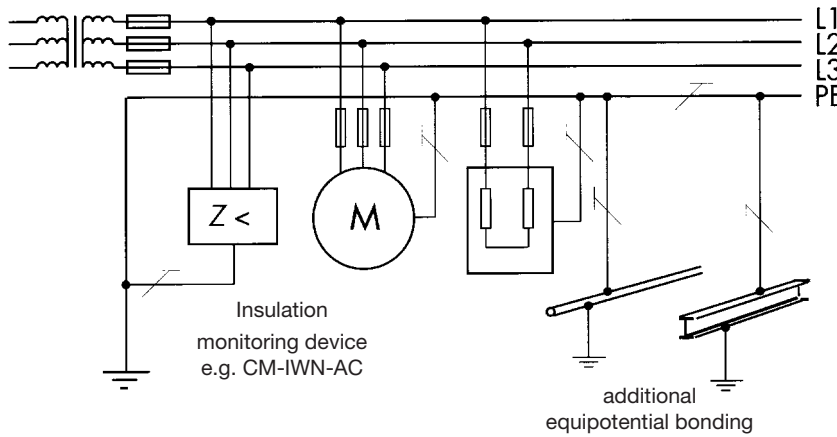 L1
L2
L3
PE
Z <
M
Insulation
monitoring device
e.g. CM-IWN-AC
additional
equipotential bonding